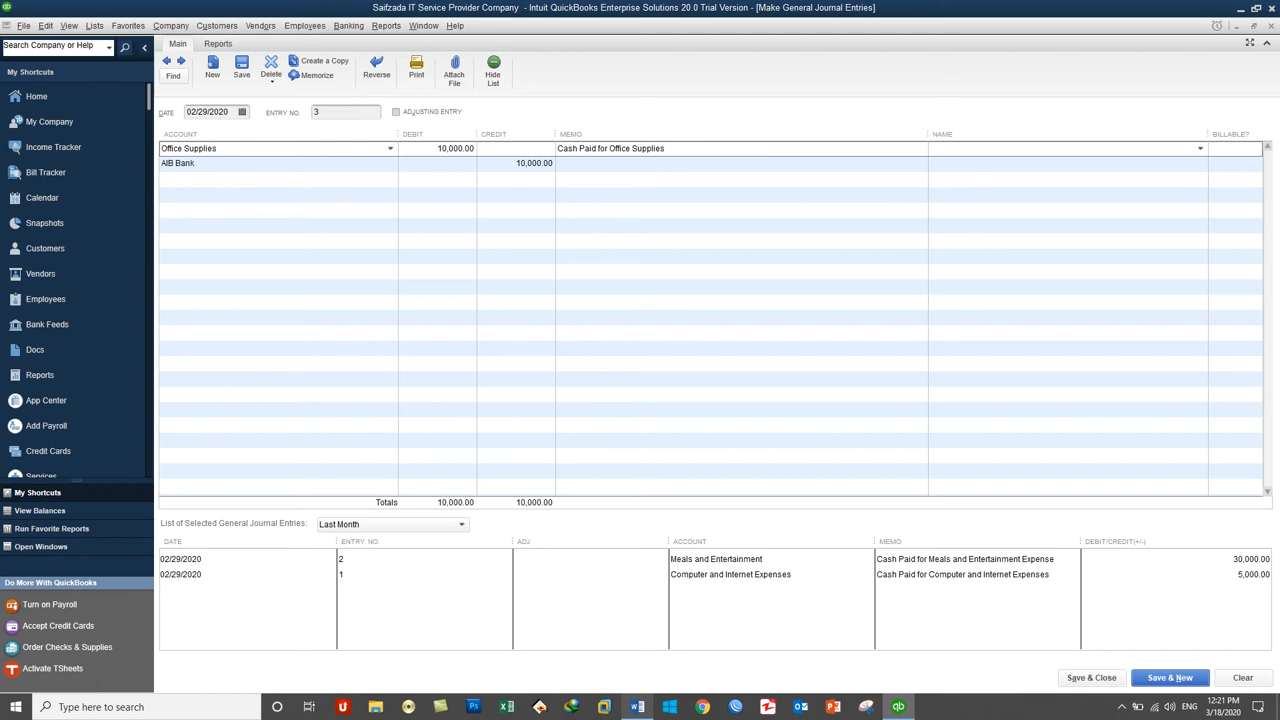 Saifzada IT Service Provider Company - Intuit QuickBooks Enterprise Solutions 20.0 Trial Version - [Make General Journal Entries]
File Edit View Lists Favorites Company Customers Vendors Employees Banking Reports Window Help
Search Company or Help
My Shortcuts
Home
My Company
Income Tracker
Bill Tracker
Calendar
Snapshots
Customers
Vendors
Employees
Bank Feeds
Docs
Reports
App Center
Add Payroll
Credit Cards
Services
My Shortcuts
View Balances
Run Favorite Reports
Open Windows
Do More With QuickBooks
Turn on Payroll
Accept Credit Cards
Order Checks & Supplies
Activate TSheets
Main Reports
Find New Save Delete Create a Copy Memorize Reverse Print Attach File Hide List
DATE 02/29/2020 ENTRY NO. 3 ADJUSTING ENTRY
ACCOUNT DEBIT CREDIT MEMO NAME BILLABLE?
Office Supplies 10,000.00 Cash Paid for Office Supplies
AIB Bank 10,000.00
Totals 10,000.00 10,000.00
List of Selected General Journal Entries: Last Month
DATE ENTRY. NO. ADJ ACCOUNT MEMO DEBIT/CREDIT(+/-)
02/29/2020 2 Meals and Entertainment Cash Paid for Meals and Entertainment Expense 30,000.00
02/29/2020 1 Computer and Internet Expenses Cash Paid for Computer and Internet Expenses 5,000.00
Save & Close Save & New Clear
Type here to search
12:21 PM
3/18/2020